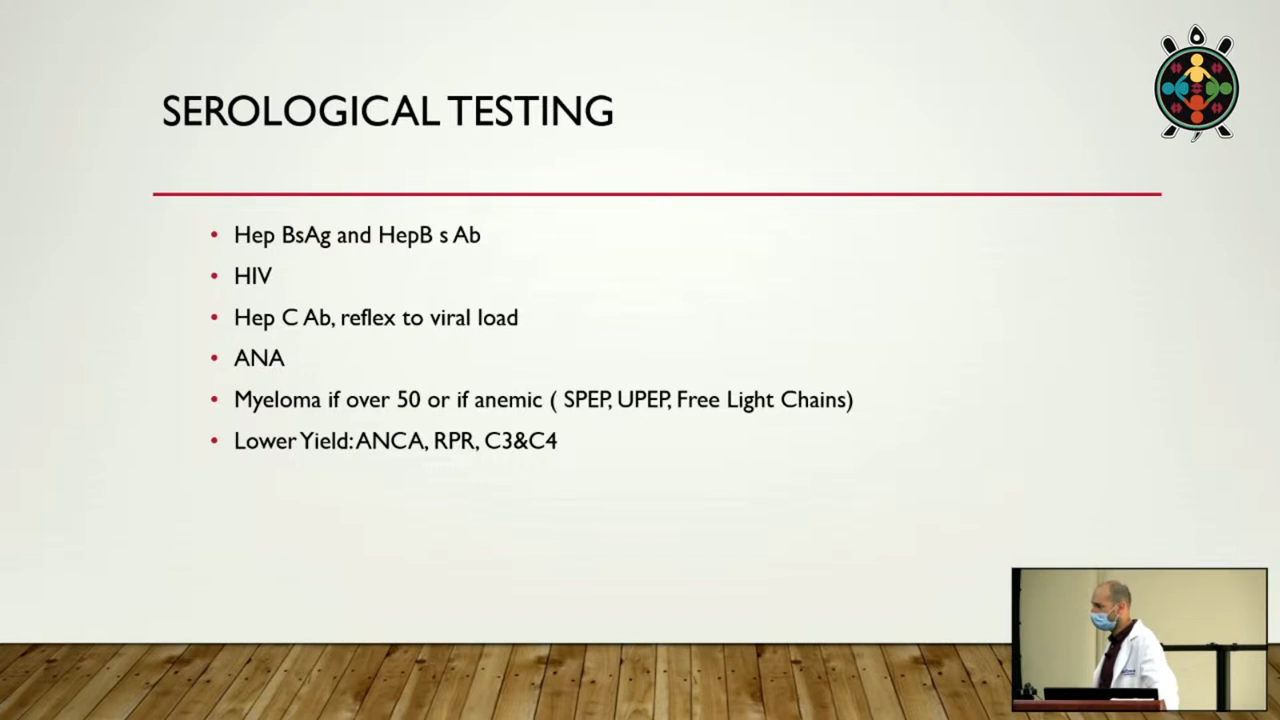 SEROLOGICAL TESTING
• Hep BsAg and HepB s Ab
• HIV
• Hep C Ab, reflex to viral load
• ANA
• Myeloma if over 50 or if anemic ( SPEP, UPEP, Free Light Chains)
• Lower Yield: ANCA, RPR, C3&C4